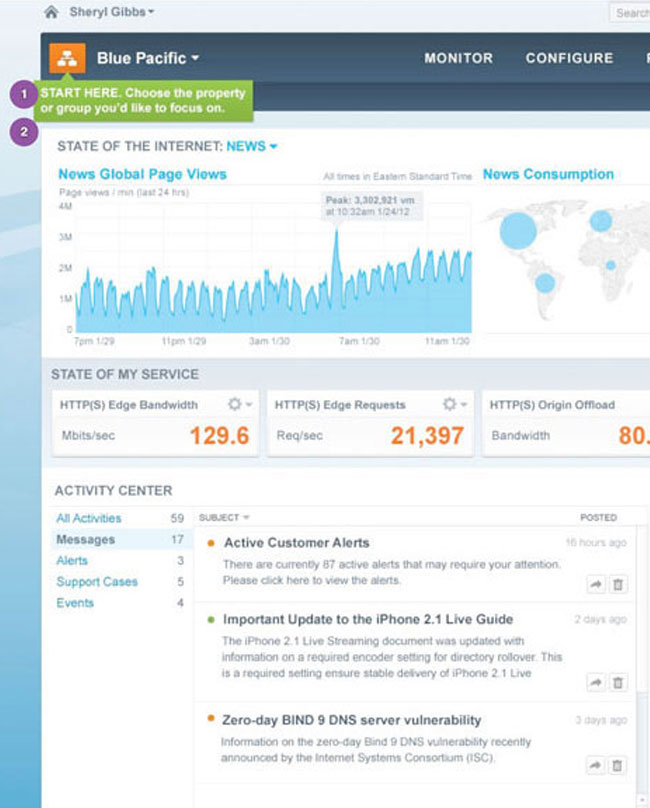 Sheryl Gibbs
Search
Blue Pacific
MONITOR
CONFIGURE
1
START HERE. Choose the property
or group you'd like to focus on.
2
STATE OF THE INTERNET: NEWS
News Global Page Views
All times in Eastern Standard Time
News Consumption
Page views / min (last 24 hrs)
Peak: 3,302,921 vm
at 10:32am 1/24/12
4M
3M
2M
1M
0
7pm 1/29
11pm 1/29
3am 1/30
7am 1/30
11am 1/30
STATE OF MY SERVICE
HTTP(S) Edge Bandwidth
Mbits/sec
129.6
HTTP(S) Edge Requests
Req/sec
21,397
HTTP(S) Origin Offload
Bandwidth
80.
ACTIVITY CENTER
All Activities 59
Messages 17
Alerts 3
Support Cases 5
Events 4
SUBJECT
POSTED
Active Customer Alerts
16 hours ago
There are currently 87 active alerts that may require your attention.
Please click here to view the alerts.
Important Update to the iPhone 2.1 Live Guide
2 days ago
The iPhone 2.1 Live Streaming document was updated with
information on a required encoder setting for directory rollover. This
is a required setting ensure stable delivery of iPhone 2.1 Live
Zero-day BIND 9 DNS server vulnerability
3 days ago
Information on the zero-day Bind 9 DNS vulnerability recently
announced by the Internet Systems Consortium (ISC).